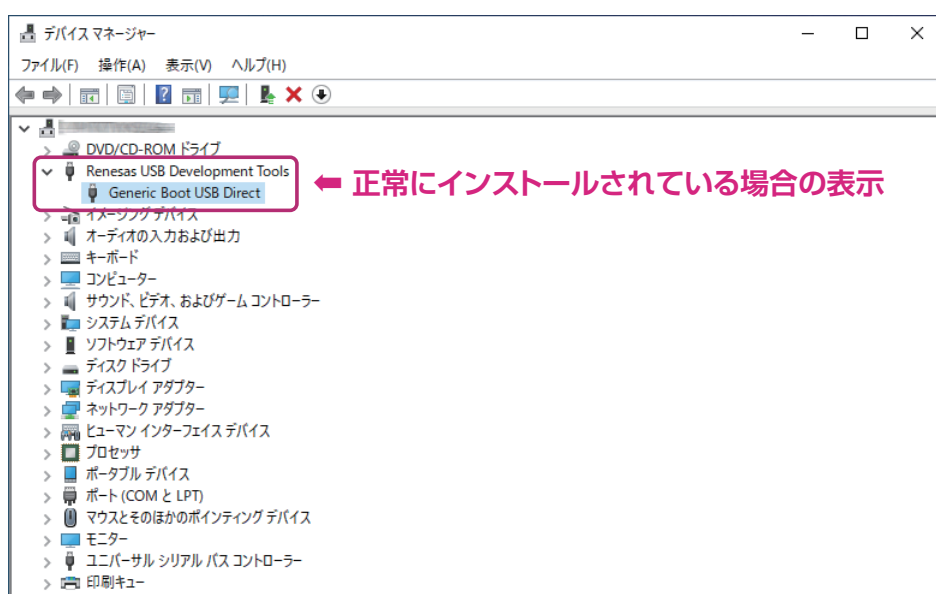 デバイス マネージャー
ファイル(F) 操作(A) 表示(V) ヘルプ(H)
DVD/CD-ROM ドライブ
Renesas USB Development Tools
Generic Boot USB Direct
⬅ 正常にインストールされている場合の表示
イメージング デバイス
オーディオの入力および出力
キーボード
コンピューター
サウンド、ビデオ、およびゲーム コントローラー
システム デバイス
ソフトウェア デバイス
ディスク ドライブ
ディスプレイ アダプター
ネットワーク アダプター
ヒューマン インターフェイス デバイス
プロセッサ
ポータブル デバイス
ポート (COM と LPT)
マウスとそのほかのポインティング デバイス
モニター
ユニバーサル シリアル バス コントローラー
印刷キュー